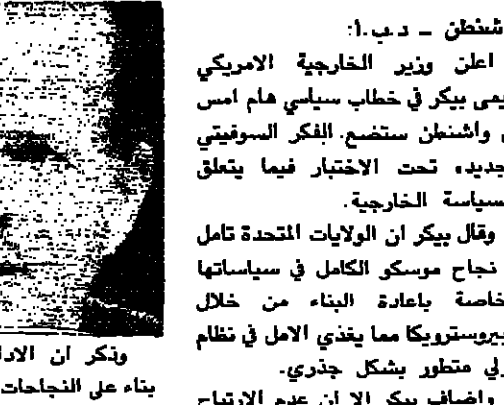 شنطن - د.ب.أ:
اعلن وزير الخارجية الامريكي
بيكر في خطاب سياسي هام امس
واشنطن ستضع الفكر السوفيتي
جديد، تحت الاختبار فيما يتعلق
سياسة الخارجية.
وقال بيكر ان الولايات المتحدة تامل
نجاح موسكو الكامل في سياساتها
خاصة باعادة البناء من خلال
بيروسترويكا مما يغذي الامل في نظام
ولي متطور بشكل جذري.
واضاف بيكر الا ان عدم الارتياح
وذكر ان الادا
بناء على النجاحات